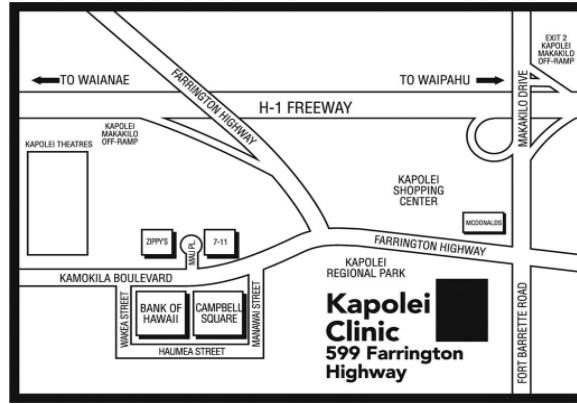 EXIT 2
KAPOLEI
MAKAKILO
OFF-RAMP
TO WAIANAE
FARRINGTON HIGHWAY
TO WAIPAHU
MAKAKILO DRIVE
H-1 FREEWAY
KAPOLEI
MAKAKILO
OFF-RAMP
KAPOLEI THEATRES
KAPOLEI
SHOPPING
CENTER
MCDONALDS
ZIPPY'S
MAU PL.
7-11
FARRINGTON HIGHWAY
KAPOLEI
REGIONAL PARK
KAMOKILA BOULEVARD
WAKEA STREET
BANK OF
HAWAII
CAMPBELL
SQUARE
MANAWAI STREET
HAUMEA STREET
Kapolei
Clinic
599 Farrington
Highway
FORT BARRETTE ROAD